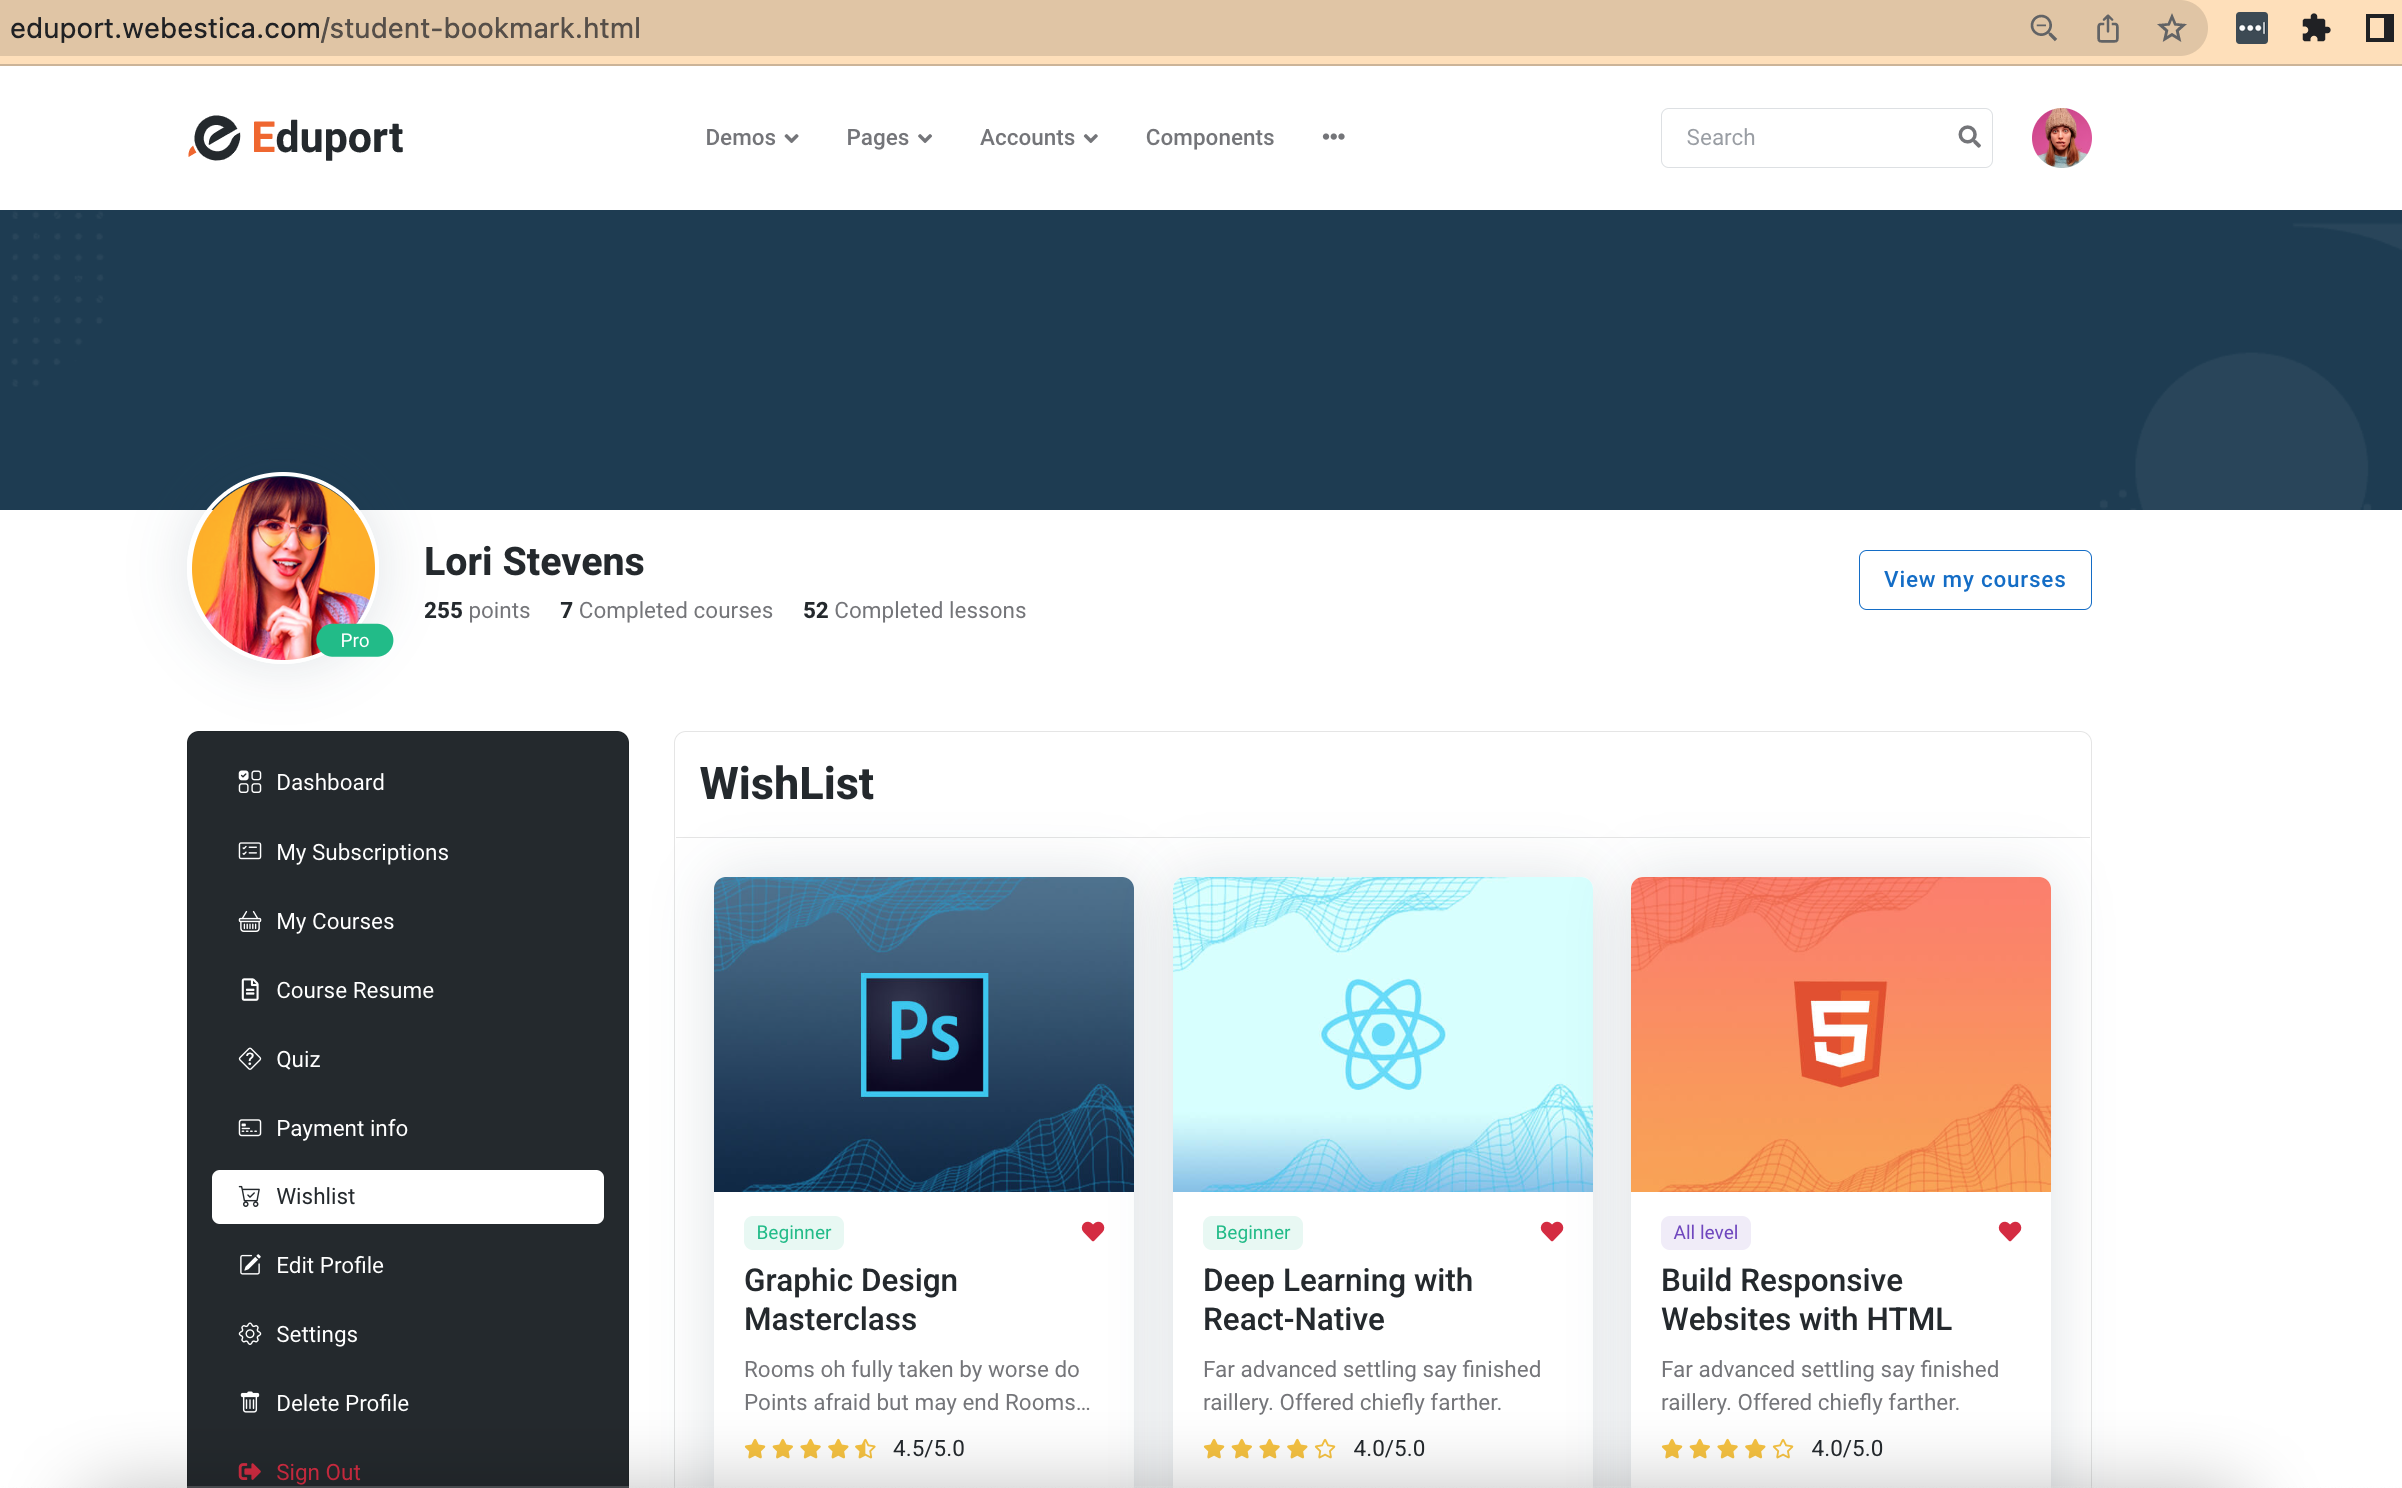 eduport.webestica.com/student-bookmark.html
Eduport
Demos
Pages
Accounts
Components
Search
Lori Stevens
255 points 7 Completed courses 52 Completed lessons
Pro
View my courses
Dashboard
My Subscriptions
My Courses
Course Resume
Quiz
Payment info
Wishlist
Edit Profile
Settings
Delete Profile
Sign Out
WishList
Ps
Beginner
Graphic Design
Masterclass
Rooms oh fully taken by worse do
Points afraid but may end Rooms...
4.5/5.0
Beginner
Deep Learning with
React-Native
Far advanced settling say finished
raillery. Offered chiefly farther.
4.0/5.0
5
All level
Build Responsive
Websites with HTML
Far advanced settling say finished
raillery. Offered chiefly farther.
4.0/5.0